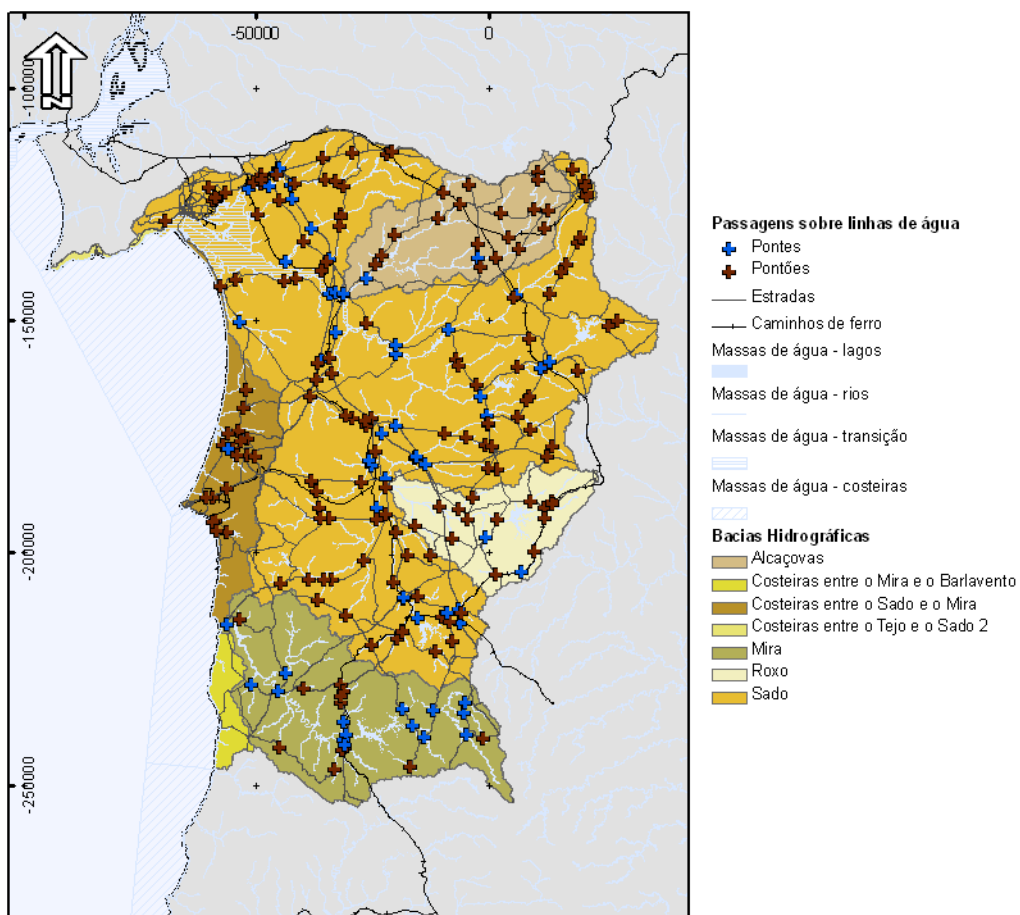 -50000
0
-100000
-150000
-200000
-250000
N
Passagens sobre linhas de água
Pontes
Pontões
Estradas
Caminhos de ferro
Massas de água - lagos
Massas de água - rios
Massas de água - transição
Massas de água - costeiras
Bacias Hidrográficas
Alcaçovas
Costeiras entre o Mira e o Barlavento
Costeiras entre o Sado e o Mira
Costeiras entre o Tejo e o Sado 2
Mira
Roxo
Sado